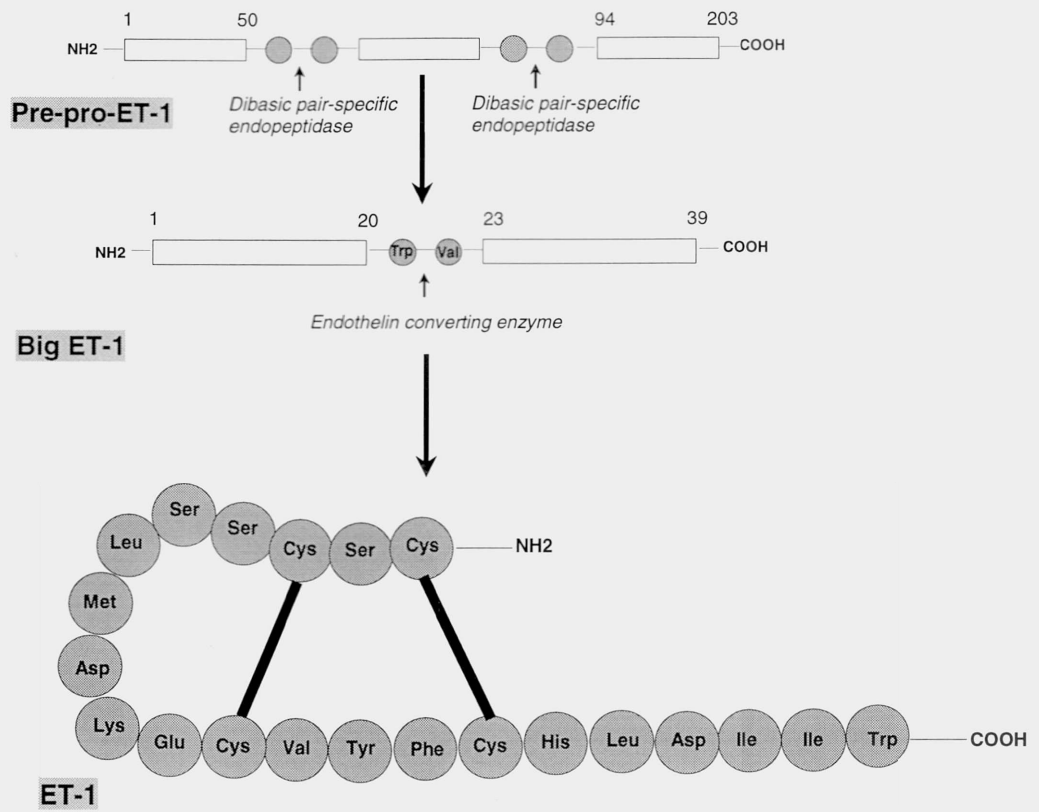 1 50 94 203
NH2 COOH
Dibasic pair-specific Dibasic pair-specific
endopeptidase endopeptidase
Pre-pro-ET-1
1 20 23 39
NH2 Trp Val COOH
Endothelin converting enzyme
Big ET-1
Leu Ser Ser Cys Ser Cys NH2
Met
Asp
Lys Glu Cys Val Tyr Phe Cys His Leu Asp Ile Ile Trp COOH
ET-1